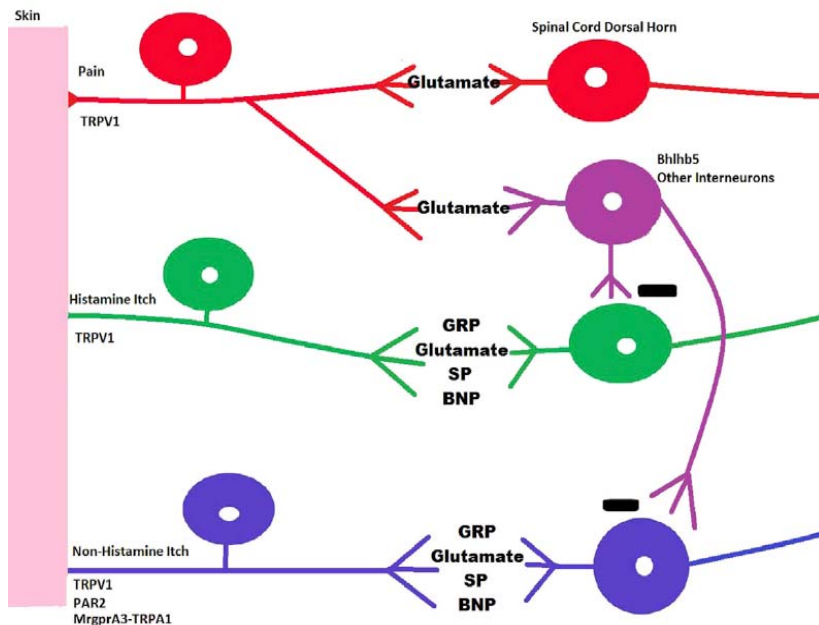 Skin
Pain
TRPV1
Glutamate
Spinal Cord Dorsal Horn
Glutamate
Bhlhb5
Other Interneurons
Histamine Itch
TRPV1
GRP
Glutamate
SP
BNP
Non-Histamine Itch
TRPV1
PAR2
MrgprA3-TRPA1
GRP
Glutamate
SP
BNP